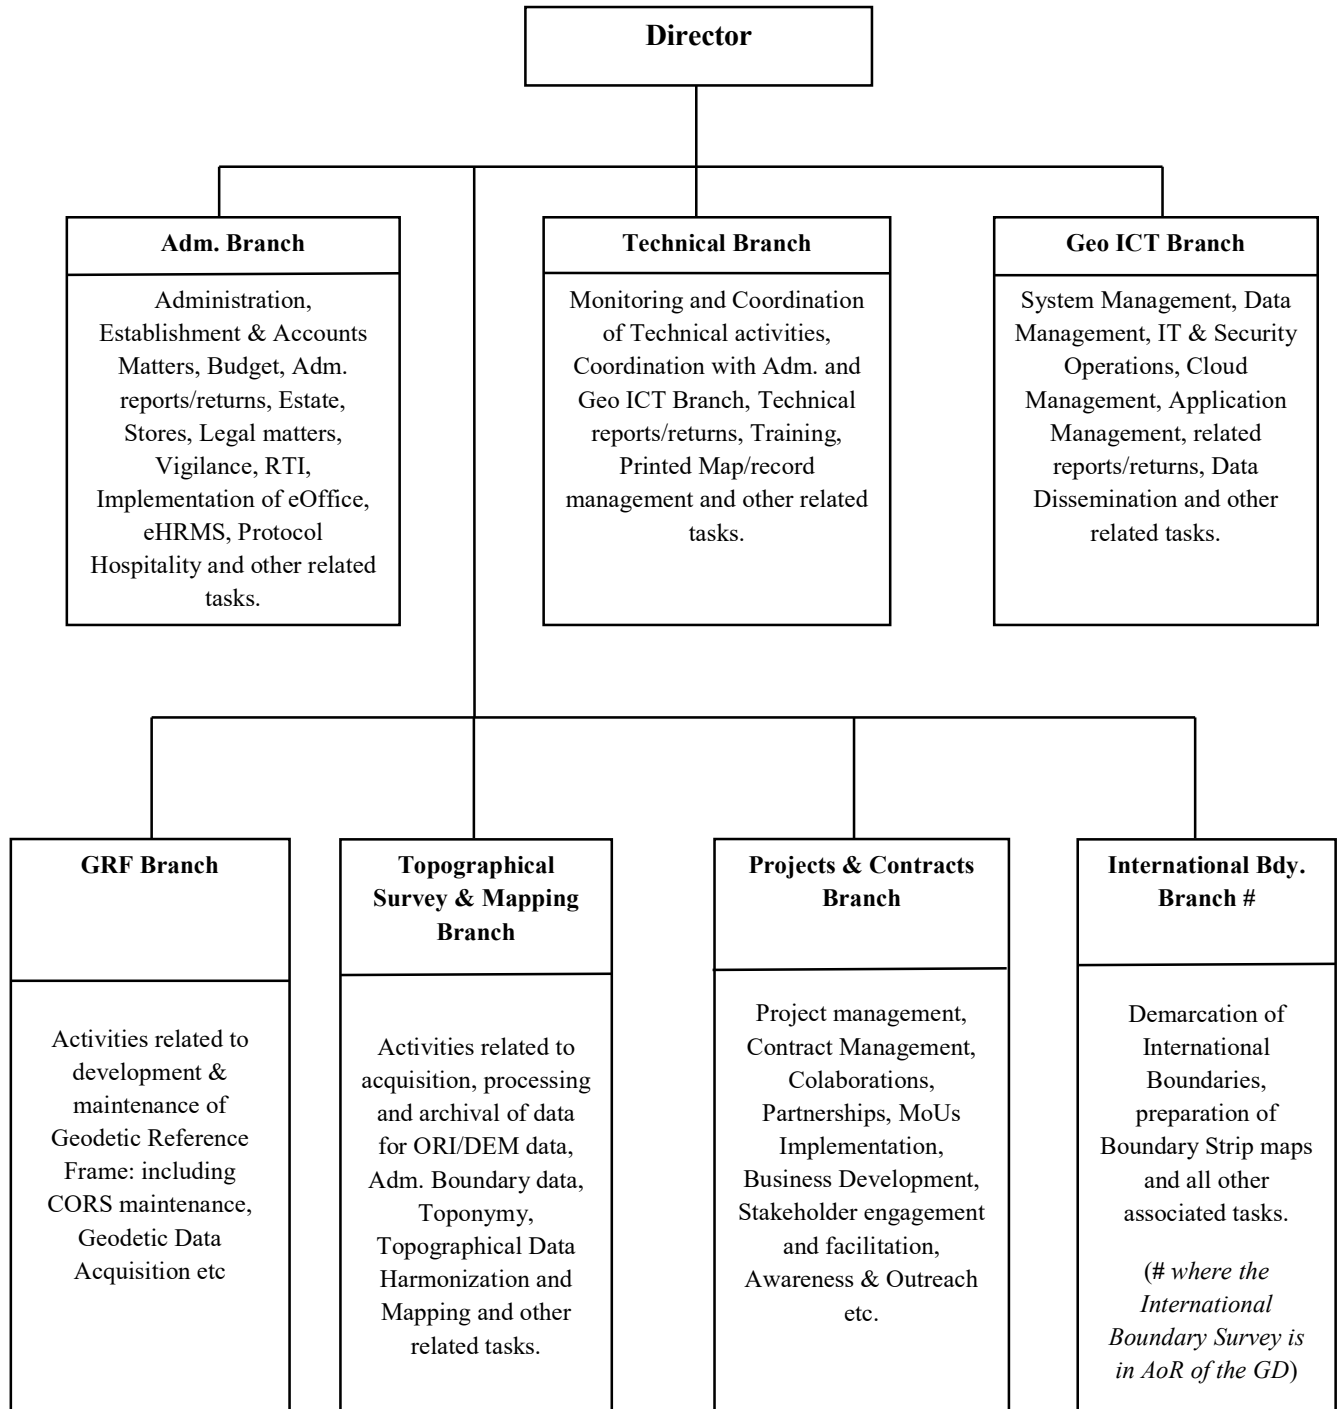 Director
Adm. Branch
Administration,
Establishment & Accounts
Matters, Budget, Adm.
reports/returns, Estate,
Stores, Legal matters,
Vigilance, RTI,
Implementation of eOffice,
eHRMS, Protocol
Hospitality and other related
tasks.
Technical Branch
Monitoring and Coordination
of Technical activities,
Coordination with Adm. and
Geo ICT Branch, Technical
reports/returns, Training,
Printed Map/record
management and other related
tasks.
Geo ICT Branch
System Management, Data
Management, IT & Security
Operations, Cloud
Management, Application
Management, related
reports/returns, Data
Dissemination and other
related tasks.
GRF Branch
Activities related to
development &
maintenance of
Geodetic Reference
Frame: including
CORS maintenance,
Geodetic Data
Acquisition etc
Topographical
Survey & Mapping
Branch
Activities related to
acquisition, processing
and archival of data
for ORI/DEM data,
Adm. Boundary data,
Toponymy,
Topographical Data
Harmonization and
Mapping and other
related tasks.
Projects & Contracts
Branch
Project management,
Contract Management,
Colaborations,
Partnerships, MoUs
Implementation,
Business Development,
Stakeholder engagement
and facilitation,
Awareness & Outreach
etc.
International Bdy.
Branch #
Demarcation of
International
Boundaries,
preparation of
Boundary Strip maps
and all other
associated tasks.
(# where the
International
Boundary Survey is
in AoR of the GD)